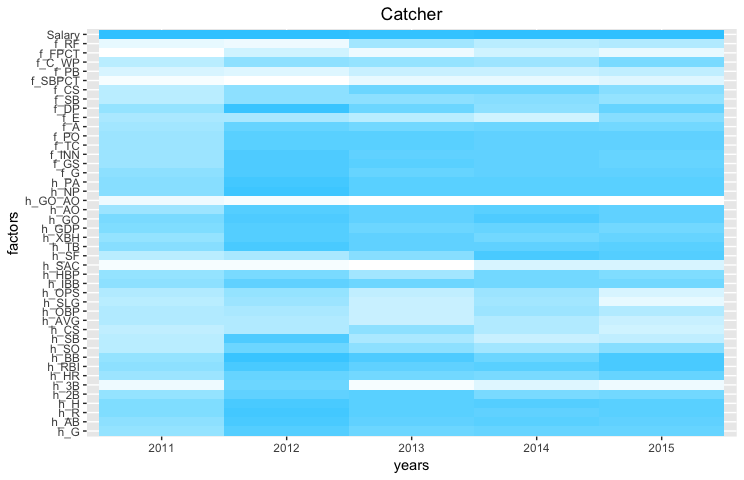 Catcher
Salary
f_RF
f_FPCT
f_C_WP
f_PB
f_SBPCT
f_CS
f_SB
f_DP
f_E
f_A
f_PO
f_TC
f_INN
f_GS
f_G
h_PA
h_NP
h_GO_AO
h_AO
h_GO
h_GDP
h_XBH
h_TB
h_SF
h_SAC
h_HBP
h_IBB
h_OPS
h_SLG
h_OBP
h_AVG
h_CS
h_SB
h_SO
h_BB
h_RBI
h_HR
h_3B
h_2B
h_H
h_R
h_AB
h_G
factors
2011 2012 2013 2014 2015
years